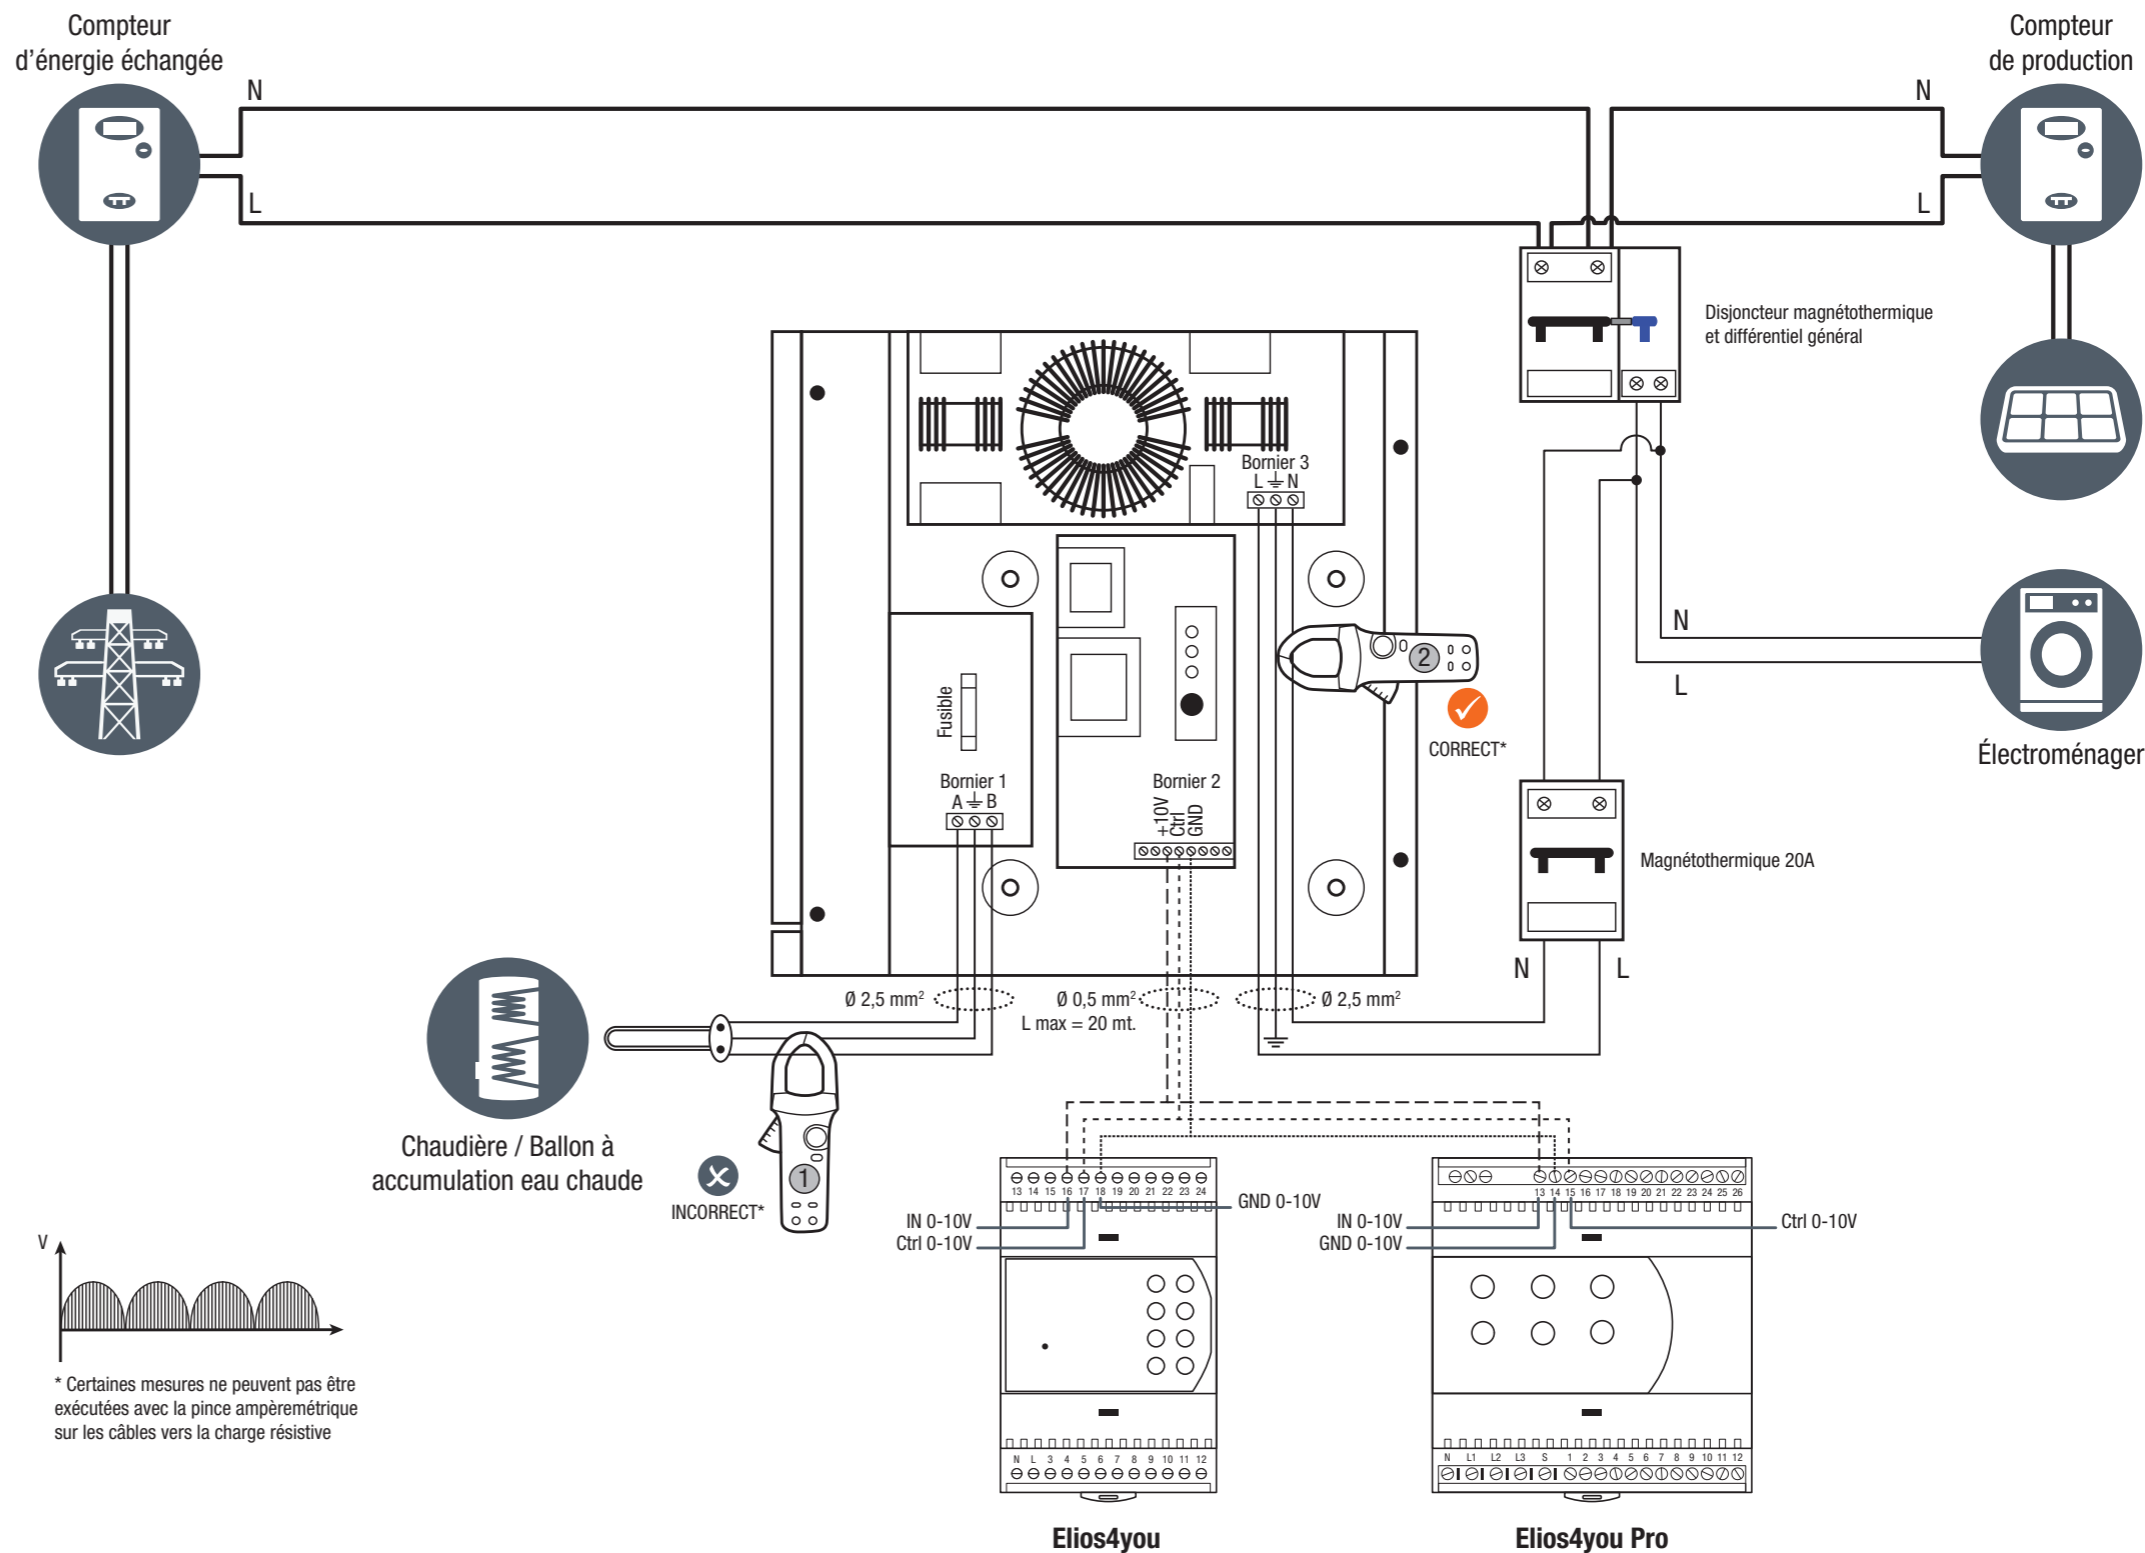 Compteur
d’énergie échangée
N
L
Compteur
de production
N
L
Disjoncteur magnétothermique
et différentiel général
Bornier 3
L N
Fusible
Bornier 1
A B
Bornier 2
+10V
Ctrl
GND
2
CORRECT*
N
L
Électroménager
Magnétothermique 20A
N L
Ø 2,5 mm²
Ø 0,5 mm²
L max = 20 mt.
Ø 2,5 mm²
Chaudière / Ballon à
accumulation eau chaude
INCORRECT*
1
V
* Certaines mesures ne peuvent pas être
exécutées avec la pince ampèremétrique
sur les câbles vers la charge résistive
13 14 15 16 17 18 19 20 21 22 23 24
IN 0-10V
Ctrl 0-10V
GND 0-10V
N L 3 4 5 6 7 8 9 10 11 12
Elios4you
13 14 15 16 17 18 19 20 21 22 23 24 25 26
IN 0-10V
GND 0-10V
Ctrl 0-10V
N L1 L2 L3 S 1 2 3 4 5 6 7 8 9 10 11 12
Elios4you Pro